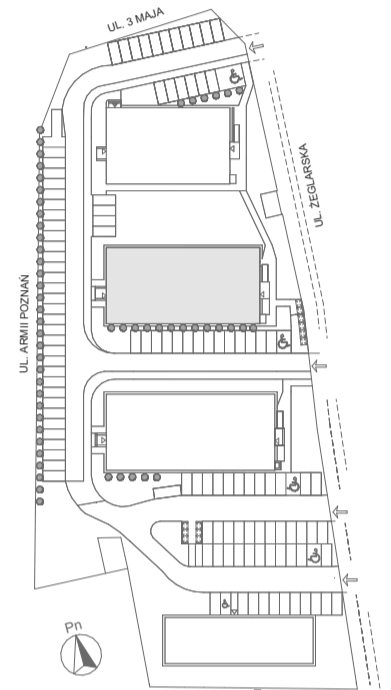 UL. 3 MAJA
UL. ŻEGLARSKA
UL. ARMII POZNAŃ
Pn